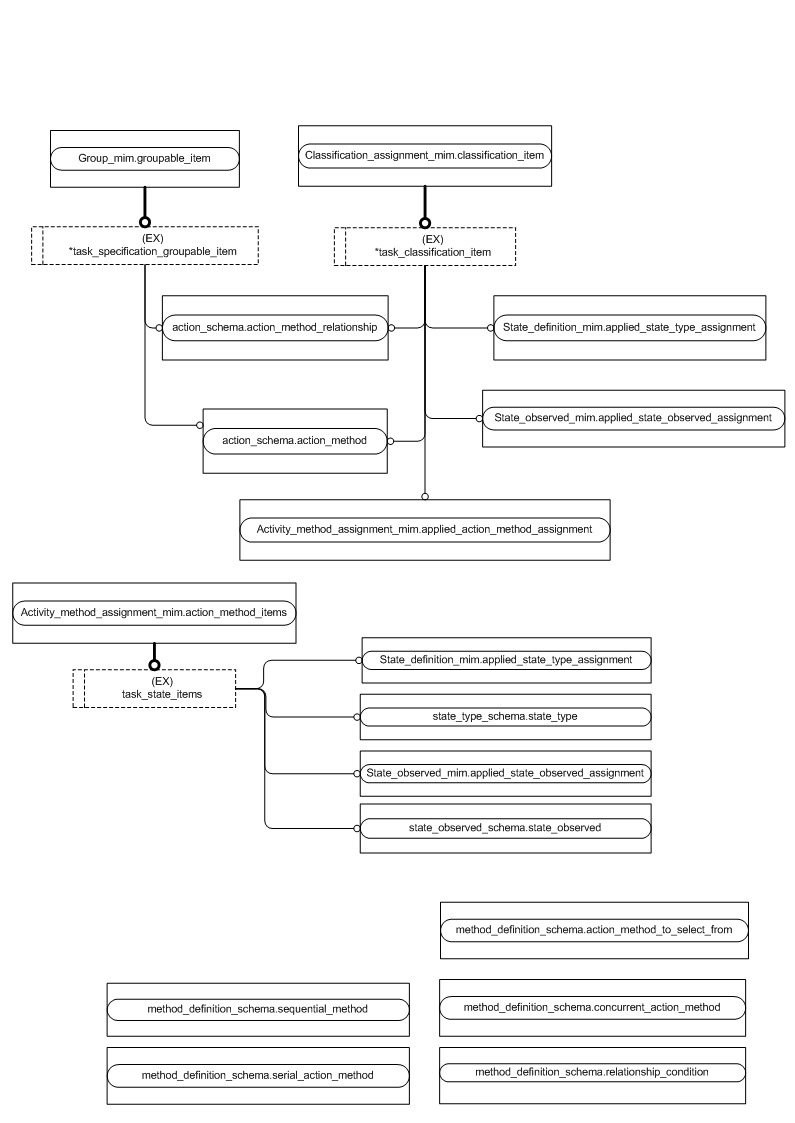 Group_mim.groupable_item
Classification_assignment_mim.classification_item
(EX)
*task_specification_groupable_item
(EX)
*task_classification_item
action_schema.action_method_relationship
State_definition_mim.applied_state_type_assignment
State_observed_mim.applied_state_observed_assignment
action_schema.action_method
Activity_method_assignment_mim.applied_action_method_assignment
Activity_method_assignment_mim.action_method_items
(EX)
task_state_items
State_definition_mim.applied_state_type_assignment
state_type_schema.state_type
State_observed_mim.applied_state_observed_assignment
state_observed_schema.state_observed
method_definition_schema.action_method_to_select_from
method_definition_schema.sequential_method
method_definition_schema.concurrent_action_method
method_definition_schema.serial_action_method
method_definition_schema.relationship_condition